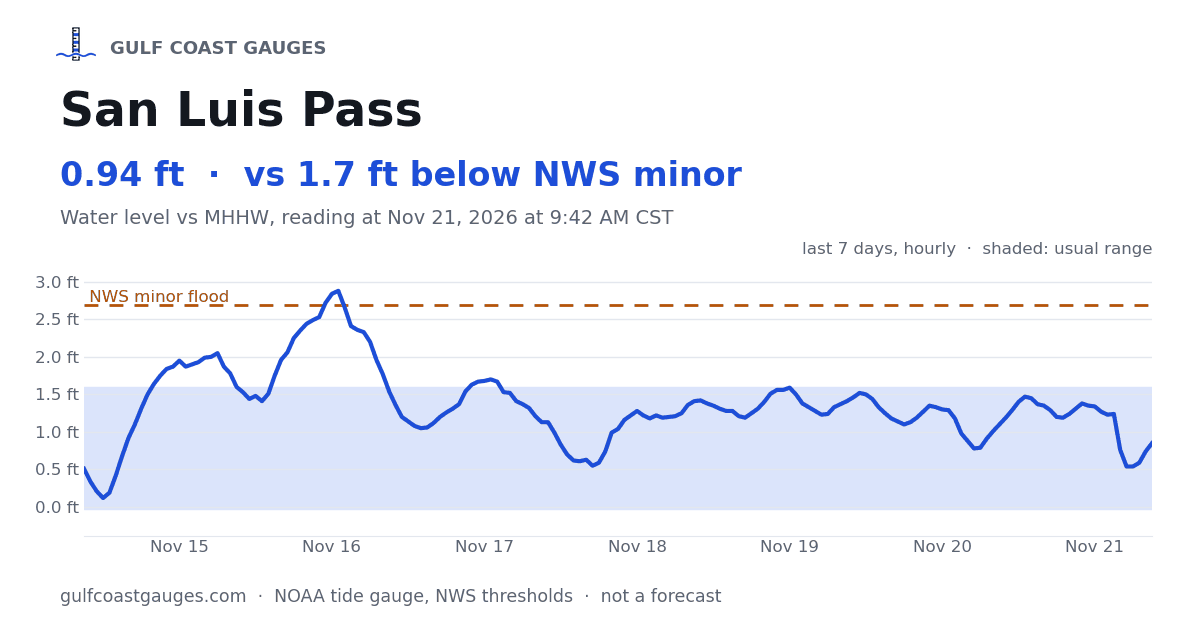 GULF COAST GAUGES
San Luis Pass
0.94 ft · vs 1.7 ft below NWS minor
Water level vs MHHW, reading at Nov 21, 2026 at 9:42 AM CST
last 7 days, hourly · shaded: usual range
3.0 ft
NWS minor flood
2.5 ft
2.0 ft
1.5 ft
1.0 ft
0.5 ft
0.0 ft
Nov 15 Nov 16 Nov 17 Nov 18 Nov 19 Nov 20 Nov 21
gulfcoastgauges.com · NOAA tide gauge, NWS thresholds · not a forecast